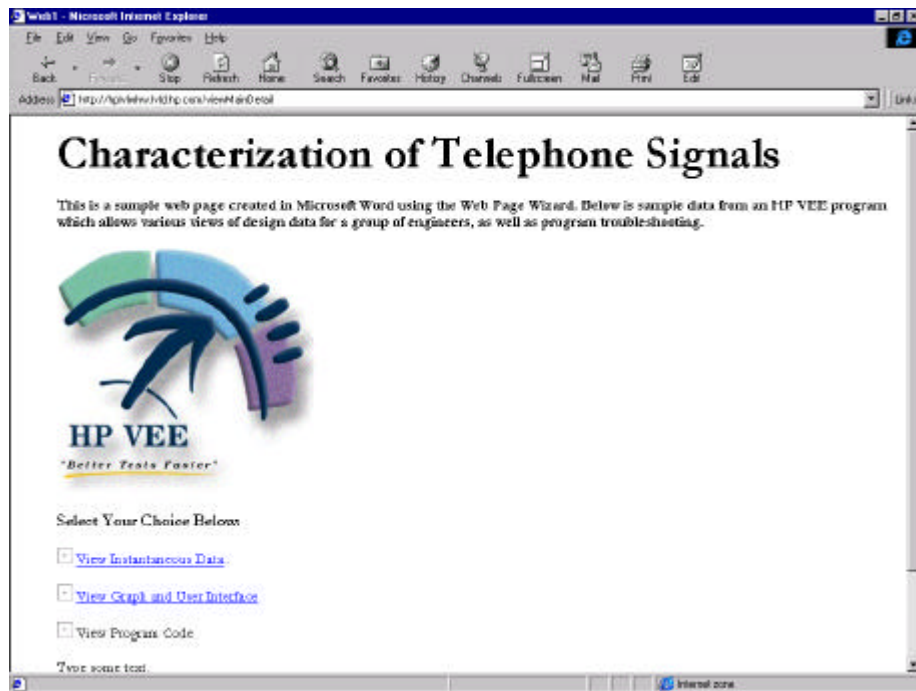 Web1 - Microsoft Internet Explorer
File Edit View Go Favorites Help
Back Stop Refresh Home Search Favorites History Channels Fullscreen Mail Print Edit
Address
Characterization of Telephone Signals
This is a sample web page created in Microsoft Word using the Web Page Wizard. Below is sample data from an HP VEE program
which allows various views of design data for a group of engineers, as well as program troubleshooting.
HP VEE
"Better Tests Faster"
Select Your Choice Below
View Instantaneous Data.
View Graph and User Interface
View Program Code
Type some text.
Internet zone